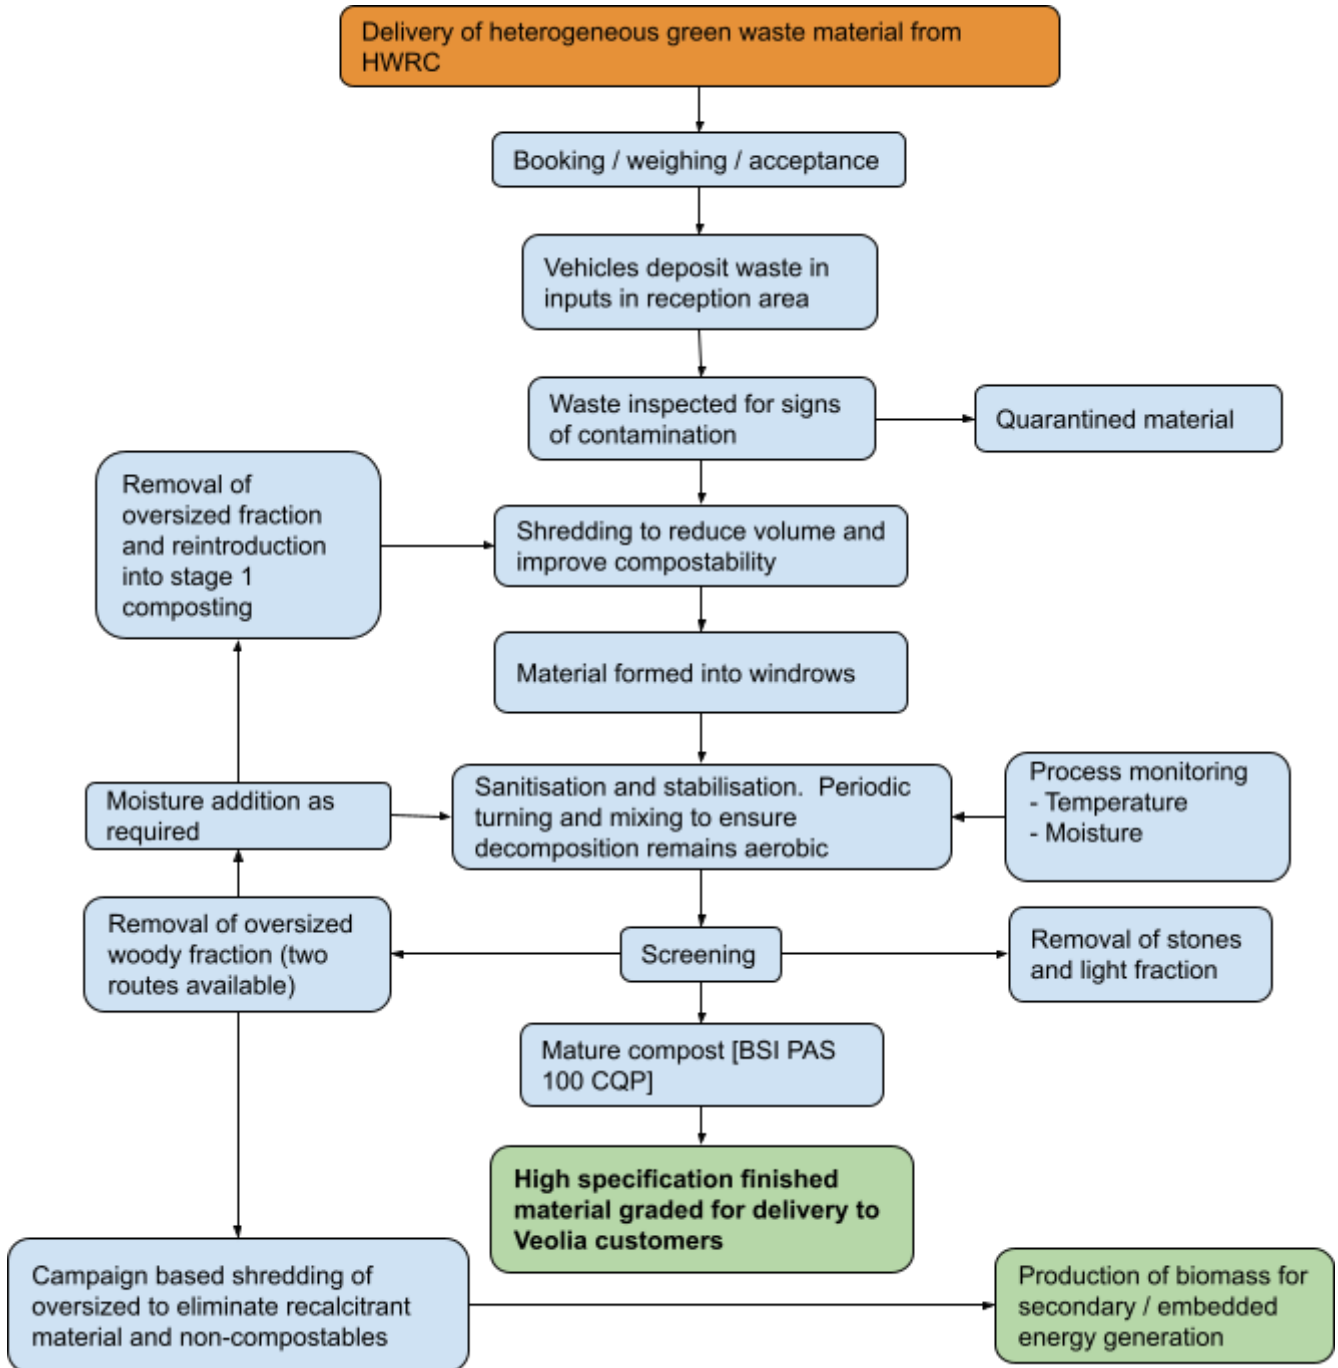 Delivery of heterogeneous green waste material from
HWRC
Booking / weighing / acceptance
Vehicles deposit waste in
inputs in reception area
Waste inspected for signs
of contamination
Quarantined material
Removal of
oversized fraction
and reintroduction
into stage 1
composting
Shredding to reduce volume and
improve compostability
Material formed into windrows
Moisture addition as
required
Sanitisation and stabilisation.  Periodic
turning and mixing to ensure
decomposition remains aerobic
Process monitoring
- Temperature
- Moisture
Removal of oversized
woody fraction (two
routes available)
Screening
Removal of stones
and light fraction
Mature compost [BSI PAS
100 CQP]
High specification finished
material graded for delivery to
Veolia customers
Campaign based shredding of
oversized to eliminate recalcitrant
material and non-compostables
Production of biomass for
secondary / embedded
energy generation